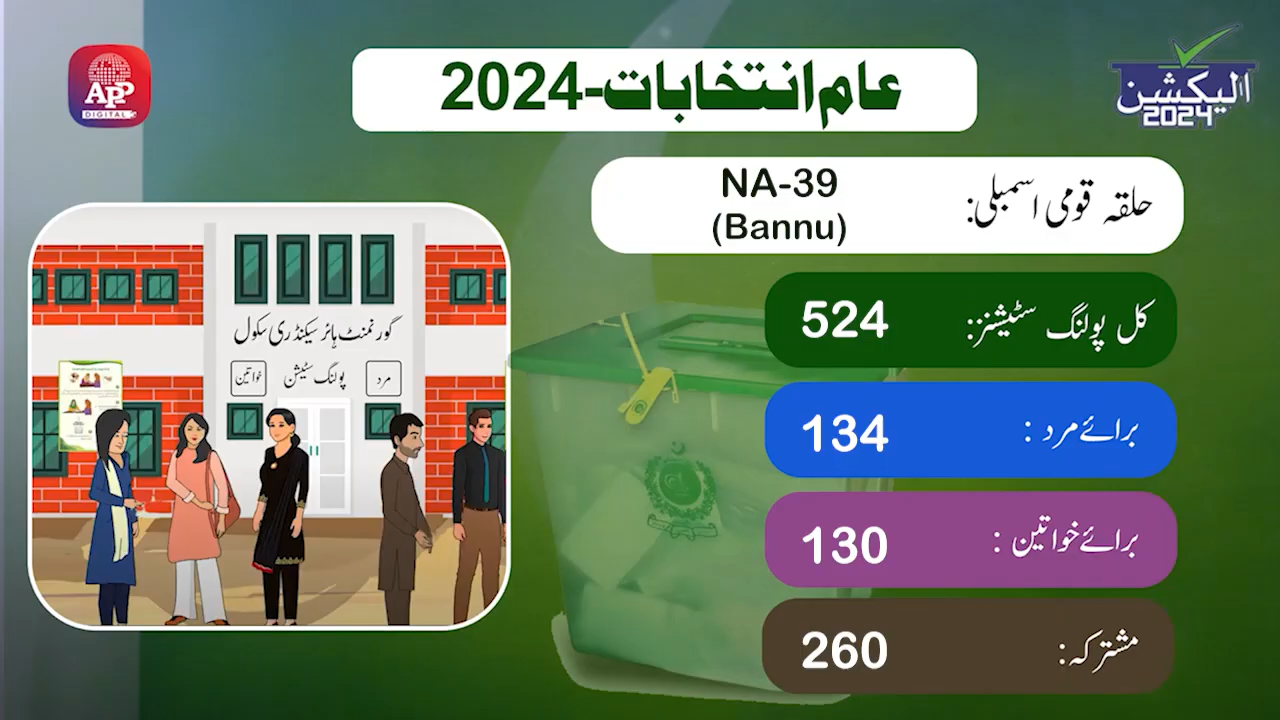 APP
DIGITAL
عام انتخابات-2024
الیکشن
2024
حلقہ قومی اسمبلی:
NA-39
(Bannu)
کل پولنگ سٹیشنز: 524
برائے مرد : 134
برائے خواتین : 130
مشترکہ: 260
گورنمنٹ ہائر سیکنڈری سکول
مرد پولنگ سٹیشن خواتین